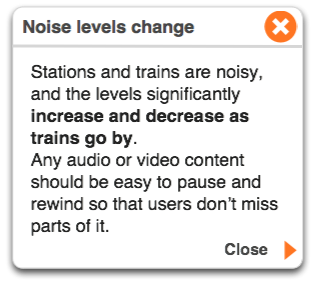 Noise levels change
Stations and trains are noisy,
and the levels significantly
increase and decrease as
trains go by.
Any audio or video content
should be easy to pause and
rewind so that users don't miss
parts of it.
Close